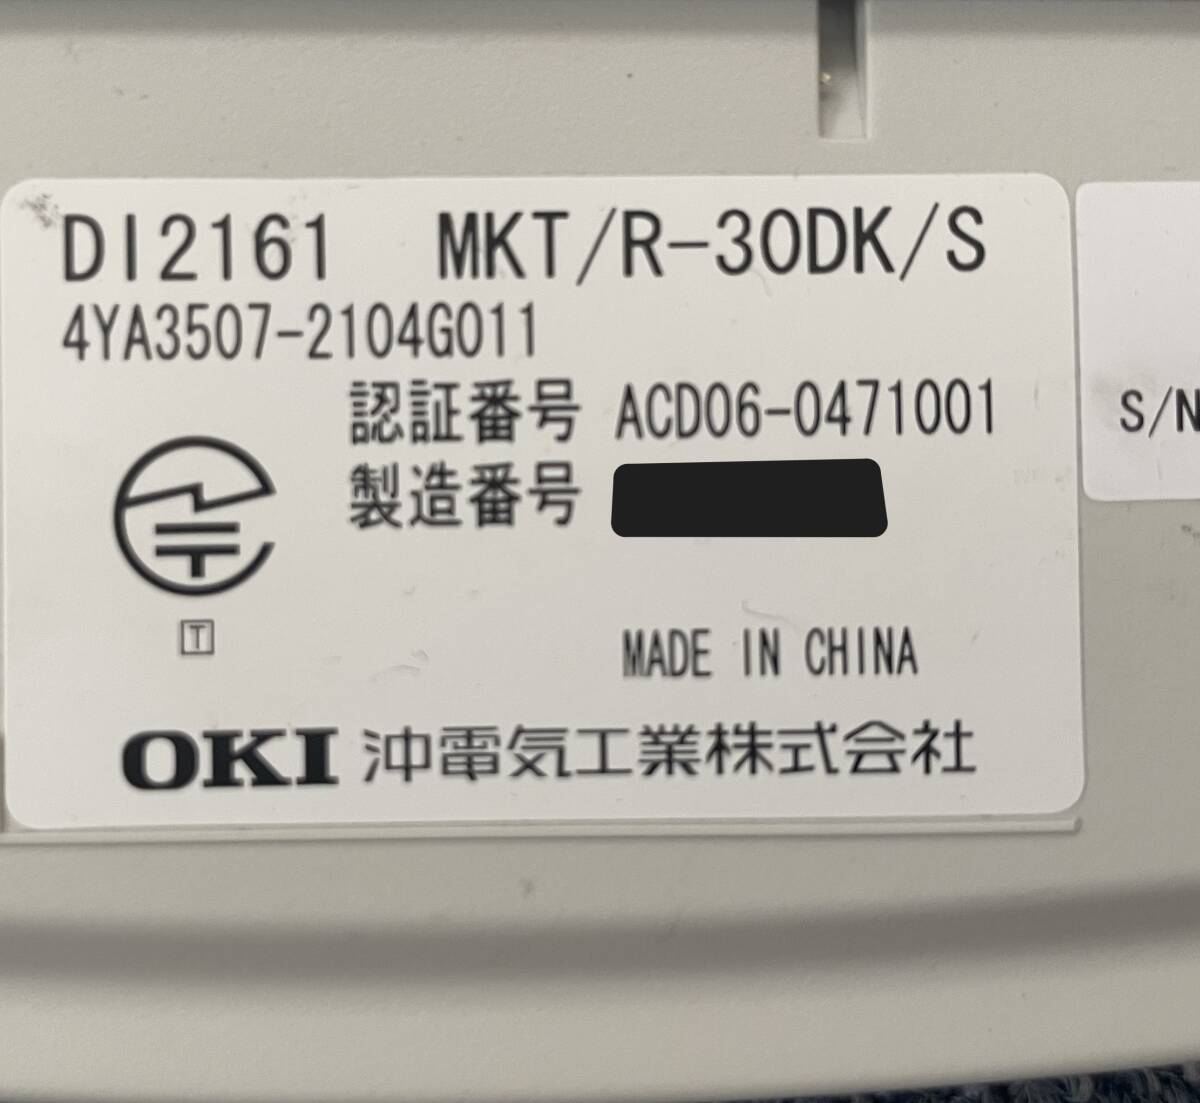 DI2161 MKT/R-30DK/S
4YA3507-2104G011
認証番号 ACD06-0471001
製造番号
T
MADE IN CHINA
OKI 沖電気工業株式会社
S/N